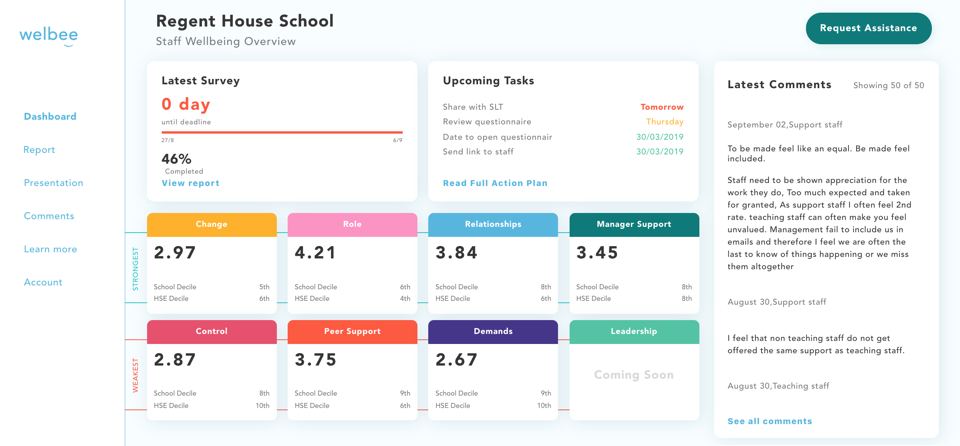 welbee
Dashboard
Report
Presentation
Comments
Learn more
Account
Regent House School
Staff Wellbeing Overview
Request Assistance
Latest Survey
0 day
until deadline
27/8 6/9
46%
Completed
View report
Upcoming Tasks
Share with SLT Tomorrow
Review questionnaire Thursday
Date to open questionnair 30/03/2019
Send link to staff 30/03/2019
Read Full Action Plan
STRONGEST
Change
2.97
School Decile 5th
HSE Decile 6th
Role
4.21
School Decile 6th
HSE Decile 4th
Relationships
3.84
School Decile 8th
HSE Decile 6th
Manager Support
3.45
School Decile 8th
HSE Decile 8th
WEAKEST
Control
2.87
School Decile 8th
HSE Decile 10th
Peer Support
3.75
School Decile 9th
HSE Decile 6th
Demands
2.67
School Decile 9th
HSE Decile 10th
Leadership
Coming Soon
Latest Comments Showing 50 of 50
September 02,Support staff
To be made feel like an equal. Be made feel
included.
Staff need to be shown appreciation for the
work they do, Too much expected and taken
for granted, As support staff I often feel 2nd
rate. teaching staff can often make you feel
unvalued. Management fail to include us in
emails and therefore I feel we are often the
last to know of things happening or we miss
them altogether
August 30,Support staff
I feel that non teaching staff do not get
offered the same support as teaching staff.
August 30,Teaching staff
See all comments